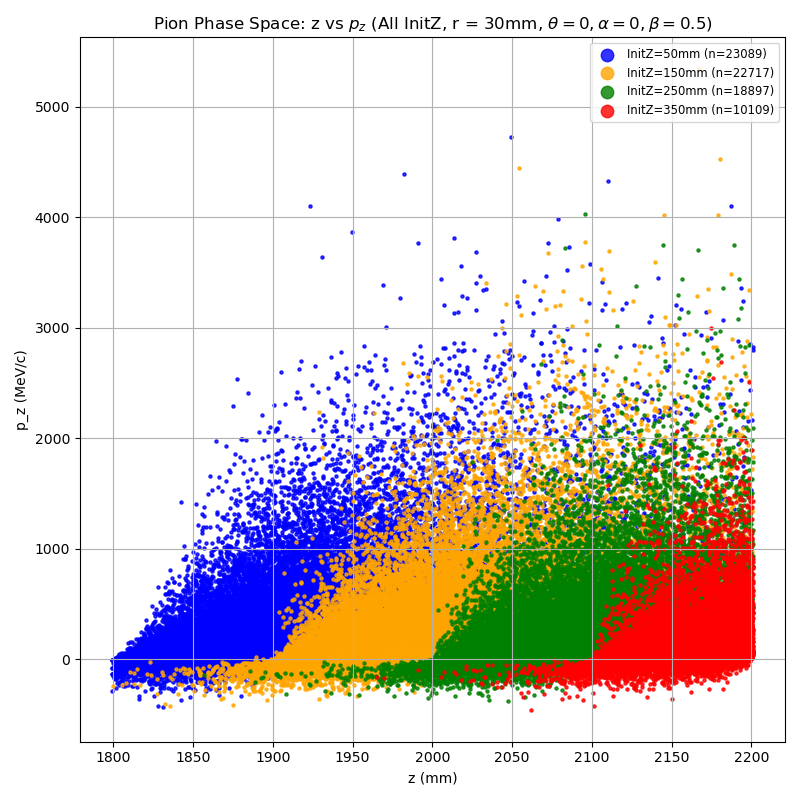 Pion Phase Space: z vs $p_z$ (All InitZ, r = 30mm, θ = 0, α = 0, β = 0.5)
InitZ=50mm (n=23089)
InitZ=150mm (n=22717)
InitZ=250mm (n=18897)
InitZ=350mm (n=10109)
5000
4000
3000
2000
1000
0
p_z (MeV/c)
1800 1850 1900 1950 2000 2050 2100 2150 2200
z (mm)